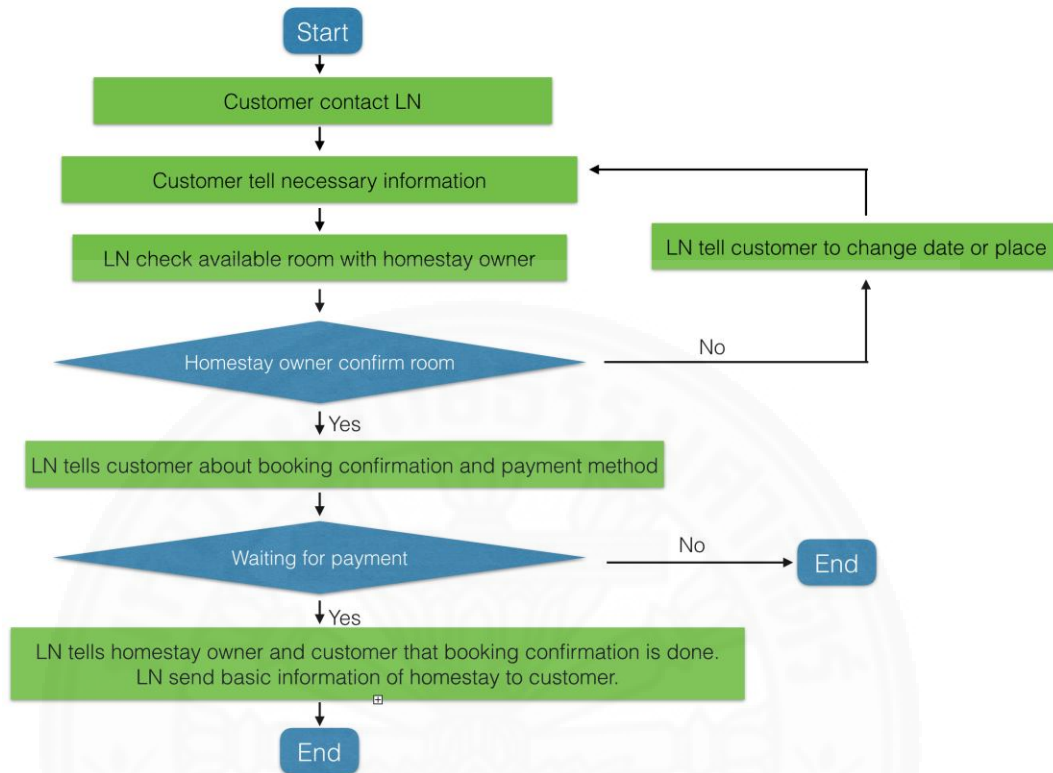 Start
Customer contact LN
Customer tell necessary information
LN check available room with homestay owner
LN tell customer to change date or place
Homestay owner confirm room
No
Yes
LN tells customer about booking confirmation and payment method
Waiting for payment
No
End
Yes
LN tells homestay owner and customer that booking confirmation is done.
LN send basic information of homestay to customer.
End